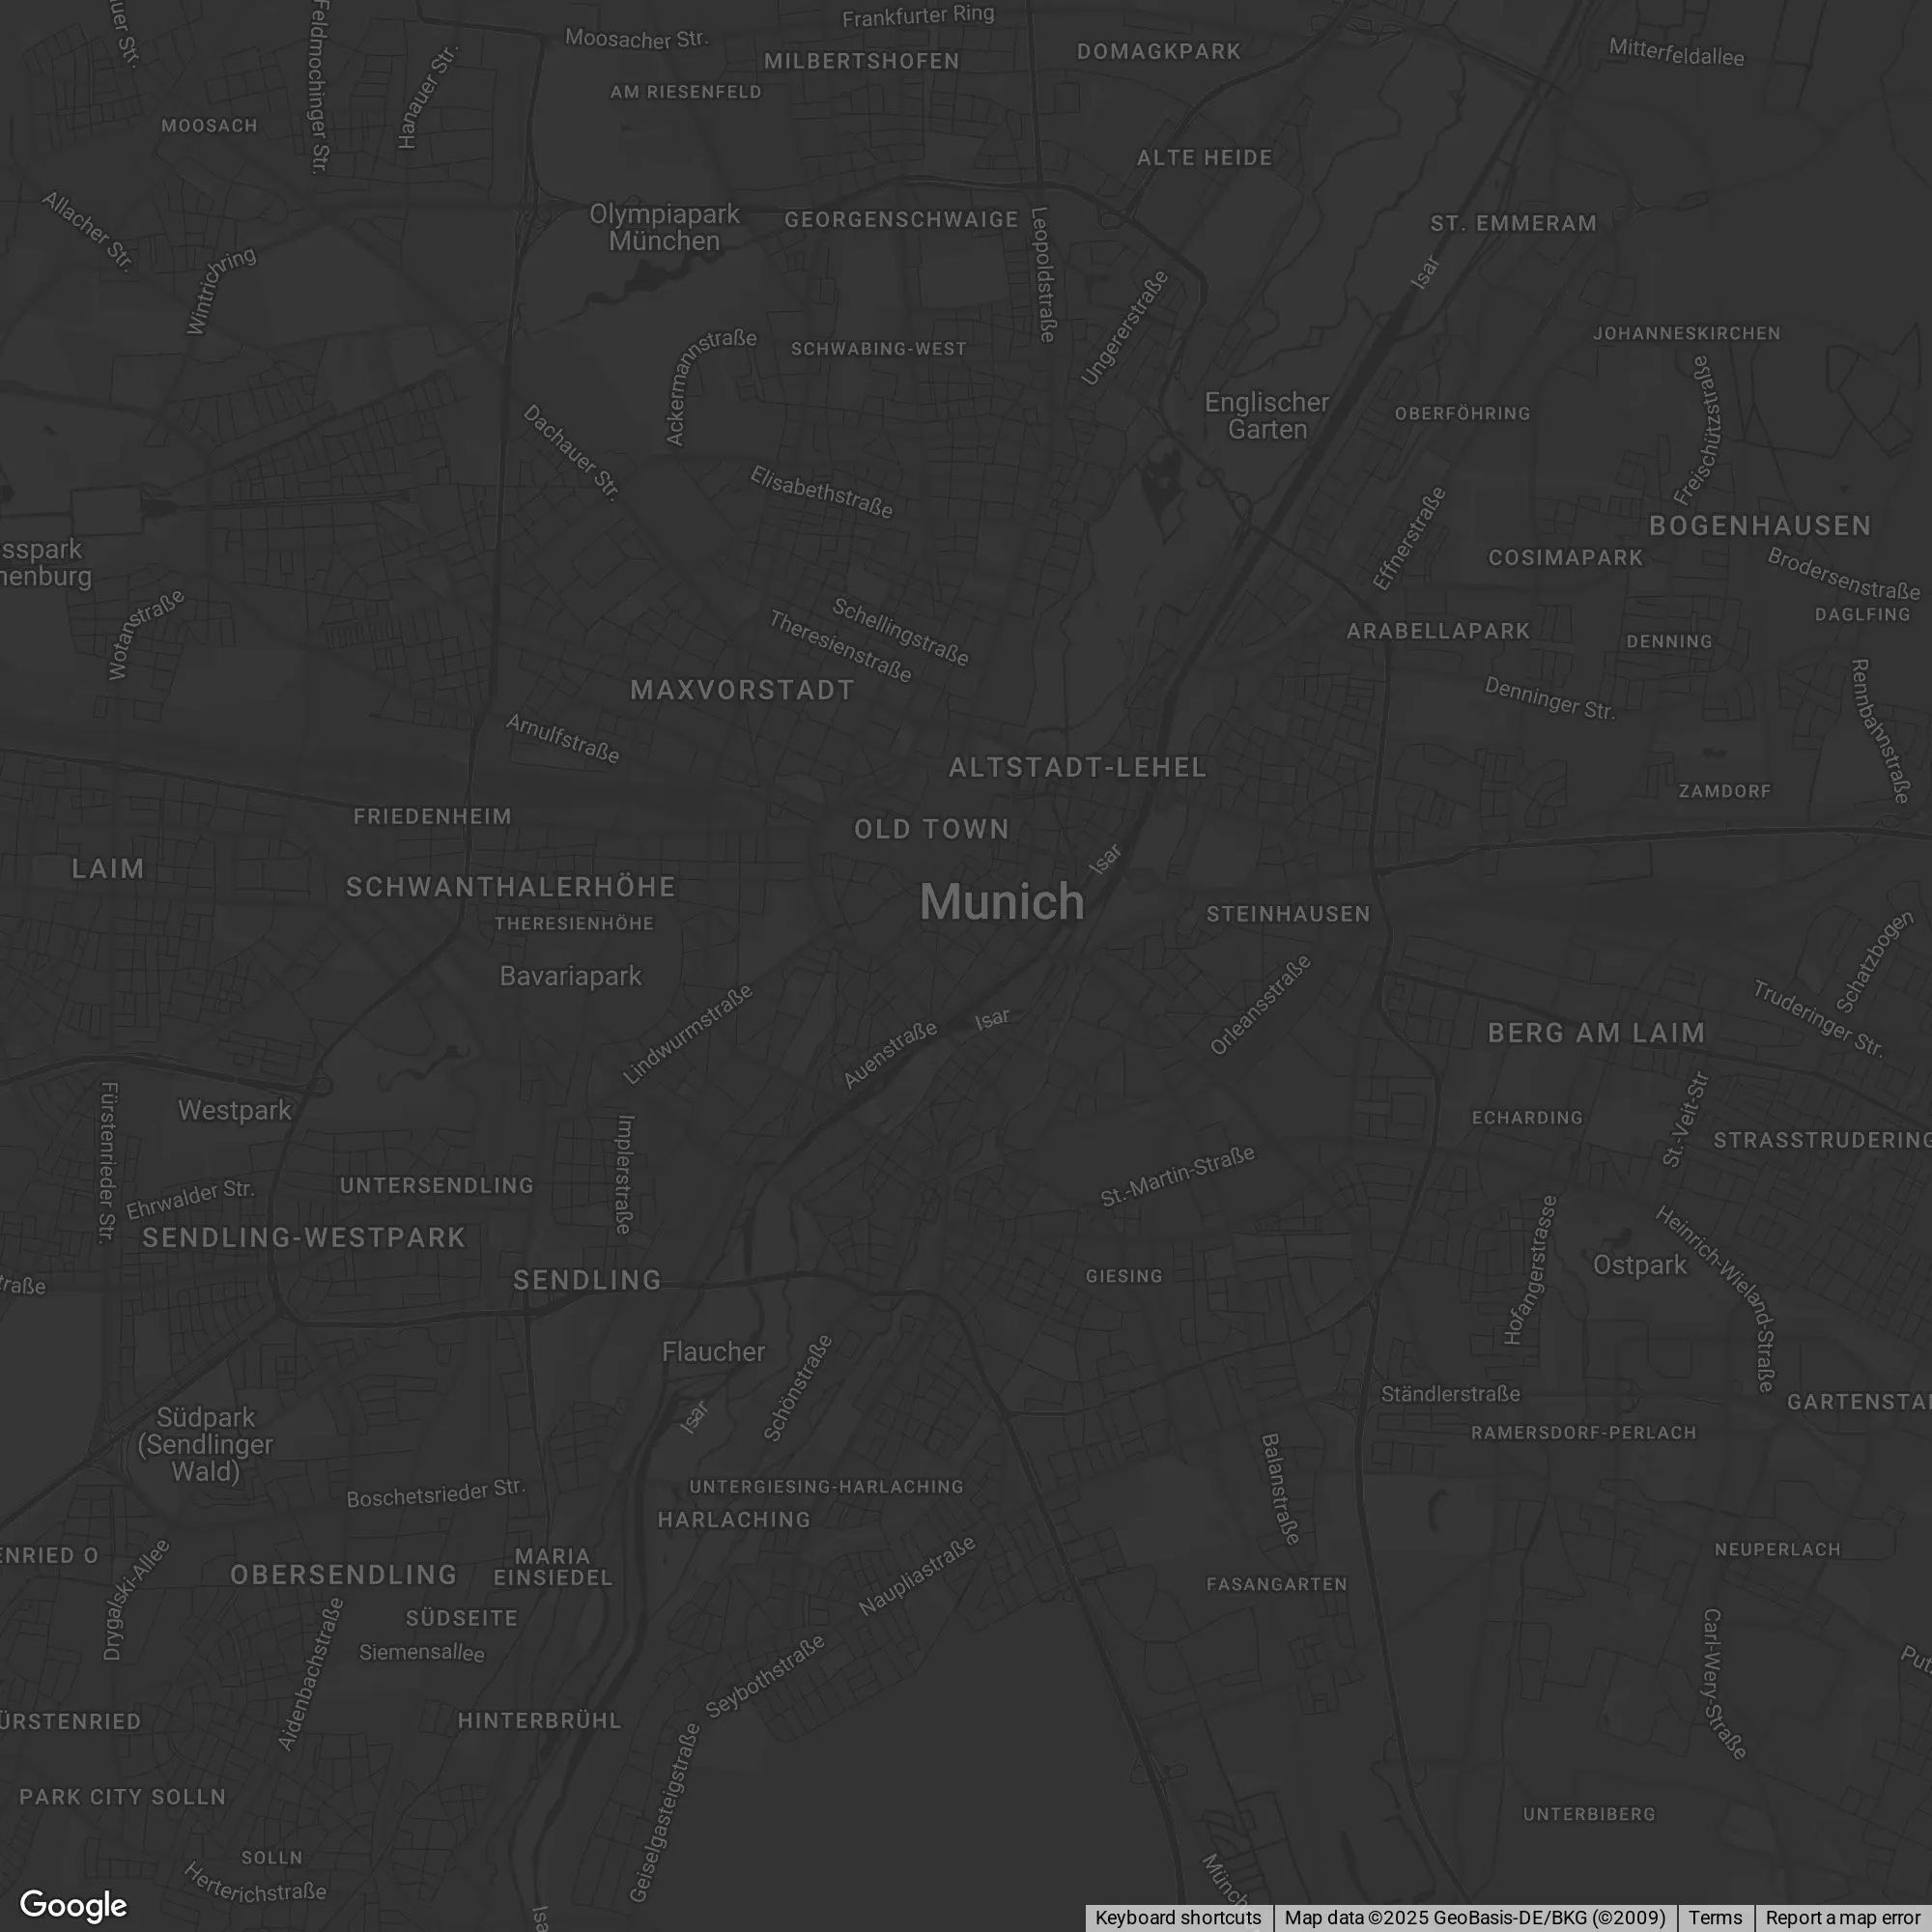 Frankfurter Ring
Moosacher Str.
MILBERTSHOFEN
DOMAGKPARK
Mitterfeldallee
Feldmochinger Str.
Hanauer Str.
AM RIESENFELD
MOOSACH
ALTE HEIDE
Allacher Str.
Olympiapark
München
GEORGENSCHWAIGE
Leopoldstraße
ST. EMMERAM
Isar
Wintrichring
Ungererstraße
Ackermannstraße
SCHWABING-WEST
JOHANNESKIRCHEN
Englischer
Garten
OBERFÖHRING
Freischützstraße
Dachauer Str.
Elisabethstraße
Effnerstraße
BOGENHAUSEN
COSIMAPARK
Brodersenstraße
sspark
nenburg
Wotanstraße
Schellingstraße
Theresienstraße
ARABELLAPARK
DENNING
DAGLFING
MAXVORSTADT
Denninger Str.
Rennbahnstraße
Arnulfstraße
ALTSTADT-LEHEL
ZAMDORF
FRIEDENHEIM
OLD TOWN
Isar
LAIM
SCHWANTHALERHÖHE
Munich
THERESIENHÖHE
STEINHAUSEN
Schatzbogen
Bavariapark
Lindwurmstraße
Auenstraße
Isar
Orleansstraße
Truderinger Str.
BERG AM LAIM
Fürstenrieder Str.
Westpark
Implerstraße
ECHARDING
St.-Veit-Str
STRASSTRUDERING
St.-Martin-Straße
Ehrwalder Str.
UNTERSENDLING
SENDLING-WESTPARK
Hofangerstrasse
Heinrich-Wieland-Straße
Ostpark
traße
SENDLING
GIESING
Flaucher
Schönstraße
Isar
Ständlerstraße
GARTENSTA
Südpark
(Sendlinger
Wald)
RAMERSDORF-PERLACH
Balanstraße
Boschetsrieder Str.
UNTERGIESING-HARLACHING
HARLACHING
ENRIED O
Drygalski-Allee
OBERSENDLING
MARIA
EINSIEDEL
Naupliastraße
NEUPERLACH
FASANGARTEN
SÜDSEITE
Siemensallee
Aidenbachstraße
Seybothstraße
Carl-Wery-Straße
Put
ÜRSTENRIED
HINTERBRÜHL
Geiselgasteigstraße
PARK CITY SOLLN
UNTERBIBERG
SOLLN
Herterichstraße
Isa
Münch
Google
Keyboard shortcuts
Map data ©2025 GeoBasis-DE/BKG (©2009)
Terms
Report a map error